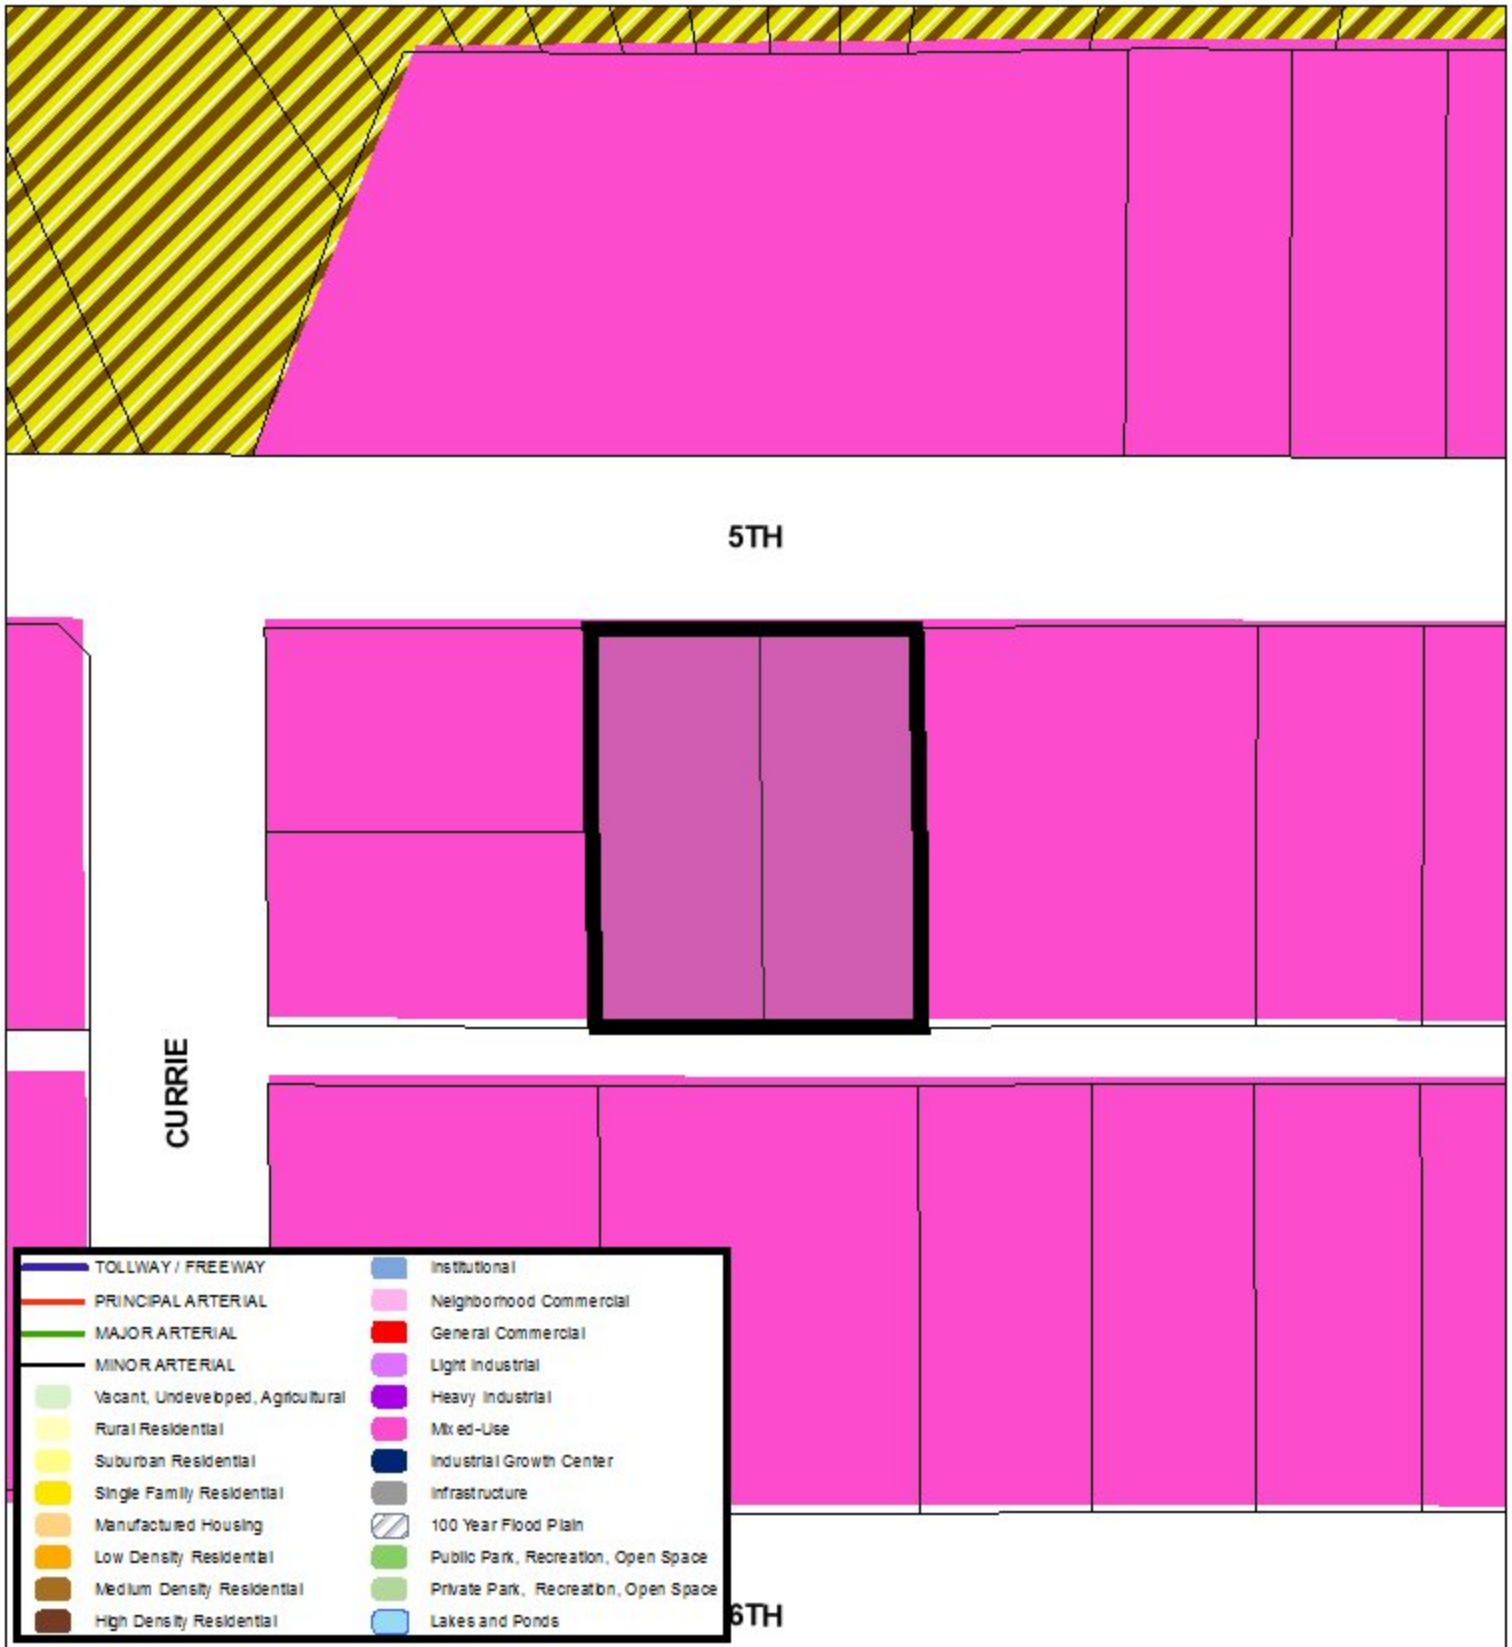 5TH
CURRIE
TOLLWAY / FREEWAY
PRINCIPAL ARTERIAL
MAJOR ARTERIAL
MINOR ARTERIAL
Vacant, Undeveloped, Agricultural
Rural Residential
Suburban Residential
Single Family Residential
Manufactured Housing
Low Density Residential
Medium Density Residential
High Density Residential
Institutional
Neighborhood Commercial
General Commercial
Light Industrial
Heavy Industrial
Mixed-Use
Industrial Growth Center
Infrastructure
100 Year Flood Plain
Public Park, Recreation, Open Space
Private Park, Recreation, Open Space
Lakes and Ponds
6TH